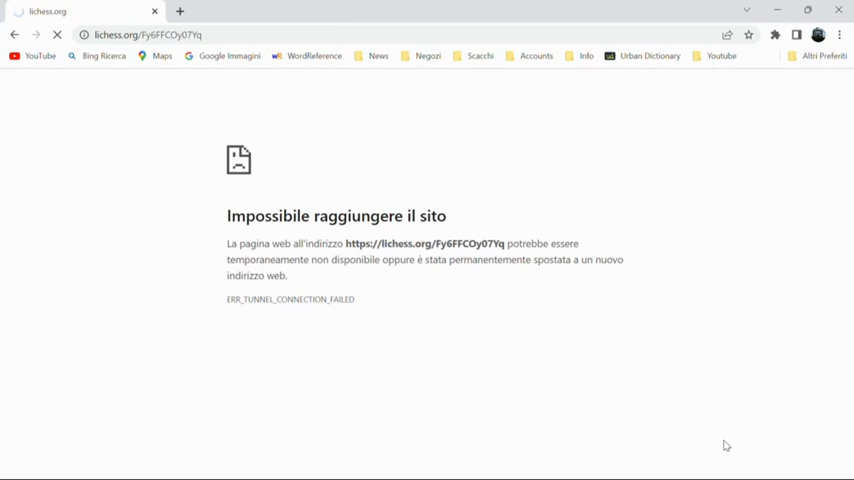 lichess.org
lichess.org/Fy6FFCOy07Yq
YouTube Bing Ricerca Maps Google Immagini WordReference News Negozi Scacchi Accounts Info Urban Dictionary Youtube Altri Preferiti
Impossibile raggiungere il sito
La pagina web all'indirizzo https://lichess.org/Fy6FFCOy07Yq potrebbe essere
temporaneamente non disponibile oppure è stata permanentemente spostata a un nuovo
indirizzo web.
ERR_TUNNEL_CONNECTION_FAILED